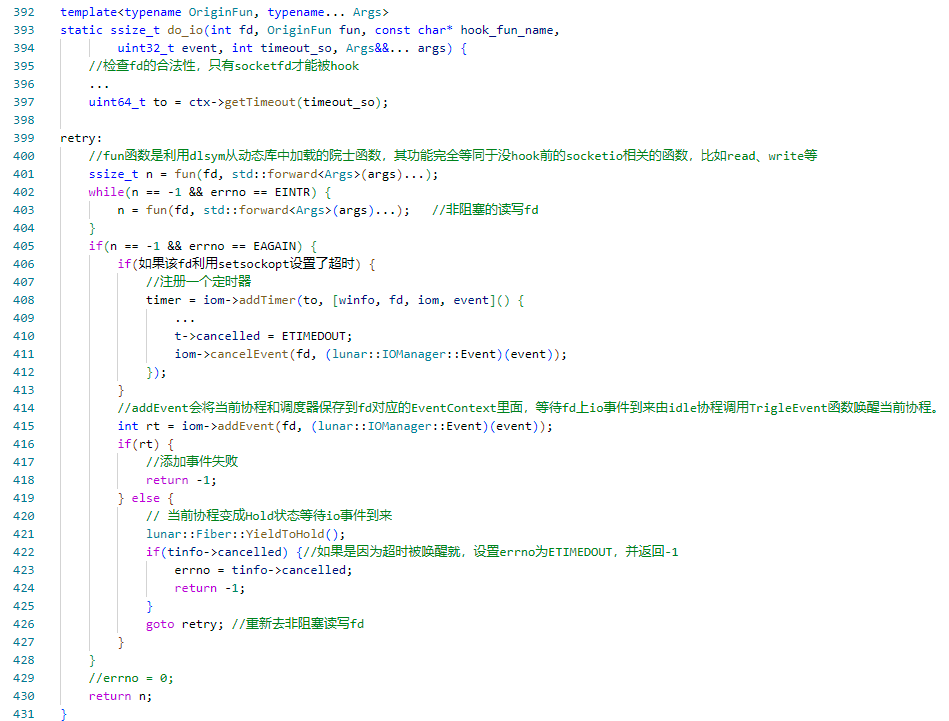 392 template<typename OriginFun, typename... Args>
393 static ssize_t do_io(int fd, OriginFun fun, const char* hook_fun_name,
394         uint32_t event, int timeout_so, Args&&... args) {
395     //检查fd的合法性，只有socketfd才能被hook
396     ...
397     uint64_t to = ctx->getTimeout(timeout_so);
398
399 retry:
400     //fun函数是利用dlsym从动态库中加载的院士函数，其功能完全等同于没hook前的socketio相关的函数，比如read、write等
401     ssize_t n = fun(fd, std::forward<Args>(args)...);
402     while(n == -1 && errno == EINTR) {
403         n = fun(fd, std::forward<Args>(args)...);   //非阻塞的读写fd
404     }
405     if(n == -1 && errno == EAGAIN) {
406         if(如果该fd利用setsockopt设置了超时) {
407             //注册一个定时器
408             timer = iom->addTimer(to, [winfo, fd, iom, event]() {
409                 ...
410                 t->cancelled = ETIMEDOUT;
411                 iom->cancelEvent(fd, (lunar::IOManager::Event)(event));
412             });
413         }
414         //addEvent会将当前协程和调度器保存到fd对应的EventContext里面，等待fd上io事件到来由idle协程调用TrigleEvent函数唤醒当前协程。
415         int rt = iom->addEvent(fd, (lunar::IOManager::Event)(event));
416         if(rt) {
417             //添加事件失败
418             return -1;
419         } else {
420             // 当前协程变成Hold状态等待io事件到来
421             lunar::Fiber::YieldToHold();
422             if(tinfo->cancelled) {//如果是因为超时被唤醒就，设置errno为ETIMEDOUT，并返回-1
423                 errno = tinfo->cancelled;
424                 return -1;
425             }
426             goto retry; //重新去非阻塞读写fd
427         }
428     }
429     //errno = 0;
430     return n;
431 }